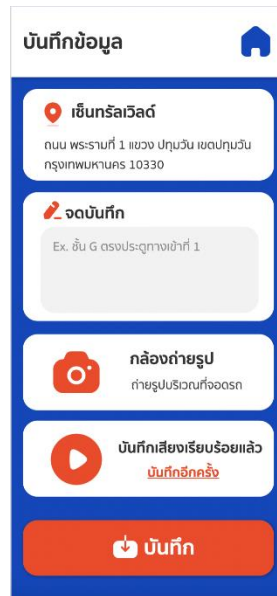 บันทึกข้อมูล
เซ็นทรัลเวิลด์
ถนน พระรามที่ 1 แขวง ปทุมวัน เขตปทุมวัน
กรุงเทพมหานคร 10330
จดบันทึก
Ex. ชั้น G ตรงประตูทางเข้าที่ 1
กล้องถ่ายรูป
ถ่ายรูปบริเวณที่จอดรถ
บันทึกเสียงเรียบร้อยแล้ว
บันทึกอีกครั้ง
บันทึก